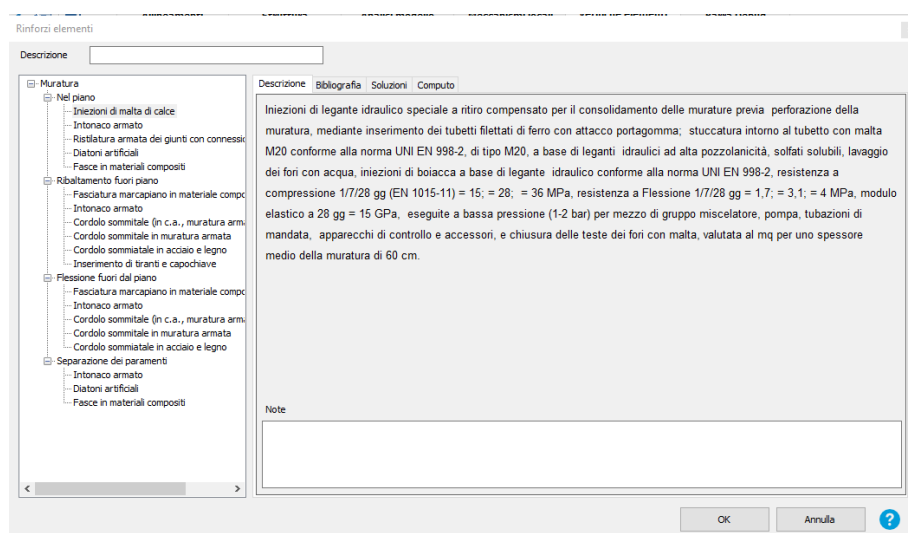 Rinforzi elementi
Descrizione
Muratura
Nel piano
Iniezioni di malta di calce
Intonaco armato
Ristilatura armata dei giunti con connessic
Diatoni artificiali
Fasce in materiali compositi
Ribaltamento fuori piano
Fasciatura marcapiano in materiale compc
Intonaco armato
Cordolo sommitale (in c.a., muratura arm
Cordolo sommitale in muratura armata
Cordolo sommiatale in acciaio e legno
Inserimento di tiranti e capochiave
Flessione fuori dal piano
Fasciatura marcapiano in materiale compc
Intonaco armato
Cordolo sommitale (in c.a., muratura arm
Cordolo sommitale in muratura armata
Cordolo sommiatale in acciaio e legno
Separazione dei paramenti
Intonaco armato
Diatoni artificiali
Fasce in materiali compositi
Descrizione Bibliografia Soluzioni Computo
Iniezioni di legante idraulico speciale a ritiro compensato per il consolidamento delle murature previa perforazione della
muratura, mediante inserimento dei tubetti filettati di ferro con attacco portagomma; stuccatura intorno al tubetto con malta
M20 conforme alla norma UNI EN 998-2, di tipo M20, a base di leganti idraulici ad alta pozzolanicità, solfati solubili, lavaggio
dei fori con acqua, iniezioni di boiacca a base di legante idraulico conforme alla norma UNI EN 998-2, resistenza a
compressione 1/7/28 gg (EN 1015-11) = 15; = 28; = 36 MPa, resistenza a Flessione 1/7/28 gg = 1,7; = 3,1; = 4 MPa, modulo
elastico a 28 gg = 15 GPa, eseguite a bassa pressione (1-2 bar) per mezzo di gruppo miscelatore, pompa, tubazioni di
mandata, apparecchi di controllo e accessori, e chiusura delle teste dei fori con malta, valutata al mq per uno spessore
medio della muratura di 60 cm.
Note
OK Annulla ?